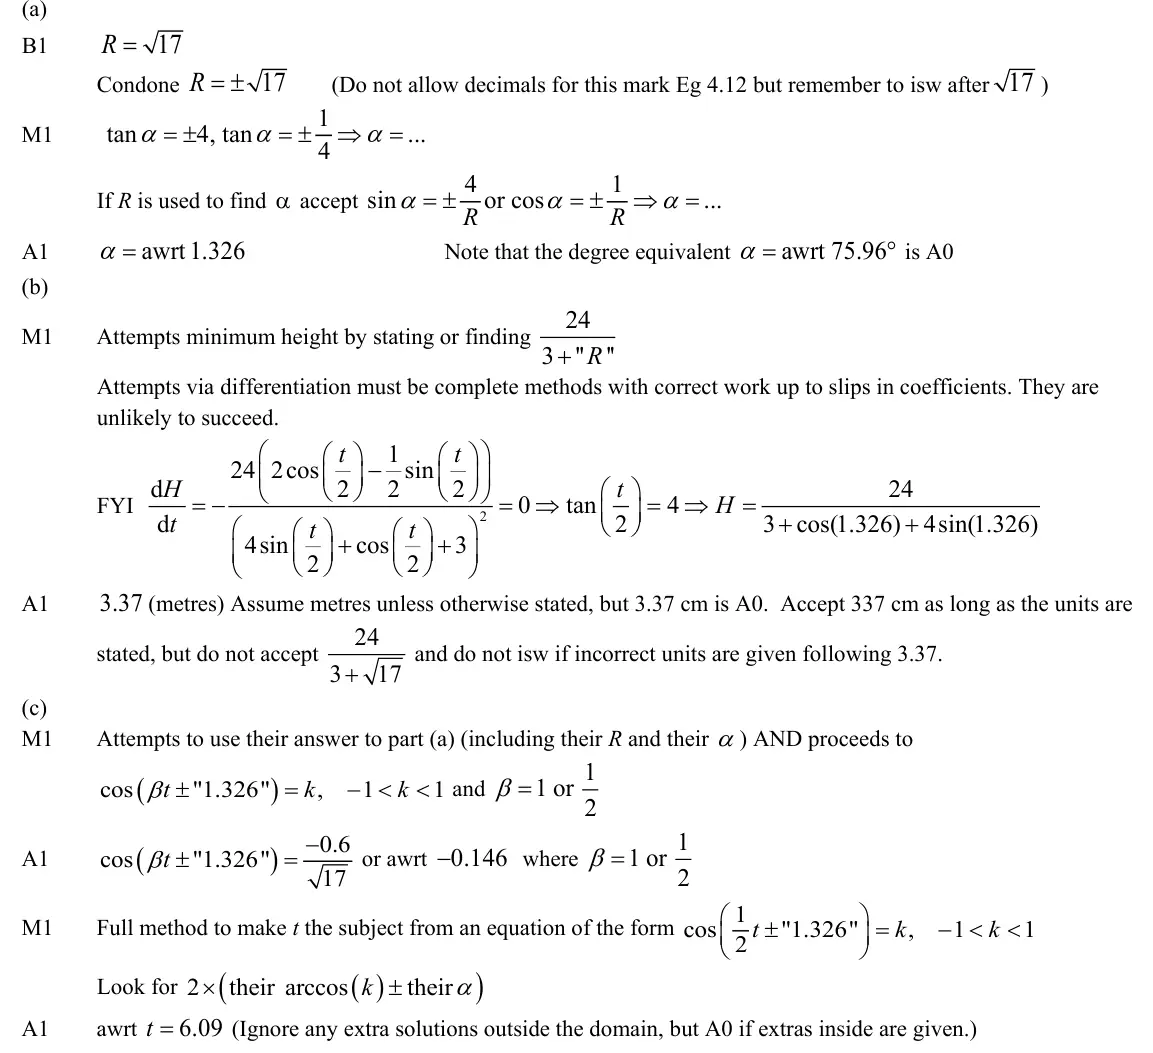 (a)
B1 R = √17
Condone R = ±√17 (Do not allow decimals for this mark Eg 4.12 but remember to isw after √17 )
M1 tan α = ±4, tan α = ± 1/4 ⇒ α = ...
If R is used to find α accept sin α = ± 4/R or cos α = ± 1/R ⇒ α = ...
A1 α = awrt 1.326 Note that the degree equivalent α = awrt 75.96° is A0
(b)
M1 Attempts minimum height by stating or finding 24/(3 + "R")
Attempts via differentiation must be complete methods with correct work up to slips in coefficients. They are
unlikely to succeed.
FYI dH/dt = − 24(2cos(t/2) − 1/2 sin(t/2)) / (4sin(t/2) + cos(t/2) + 3)² = 0 ⇒ tan(t/2) = 4 ⇒ H = 24/(3 + cos(1.326) + 4sin(1.326))
A1 3.37 (metres) Assume metres unless otherwise stated, but 3.37 cm is A0. Accept 337 cm as long as the units are
stated, but do not accept 24/(3 + √17) and do not isw if incorrect units are given following 3.37.
(c)
M1 Attempts to use their answer to part (a) (including their R and their α ) AND proceeds to
cos(βt ± "1.326") = k, −1 < k < 1 and β = 1 or 1/2
A1 cos(βt ± "1.326") = −0.6/√17 or awrt −0.146 where β = 1 or 1/2
M1 Full method to make t the subject from an equation of the form cos(1/2 t ± "1.326") = k, −1 < k < 1
Look for 2×(their arccos(k) ± their α)
A1 awrt t = 6.09 (Ignore any extra solutions outside the domain, but A0 if extras inside are given.)